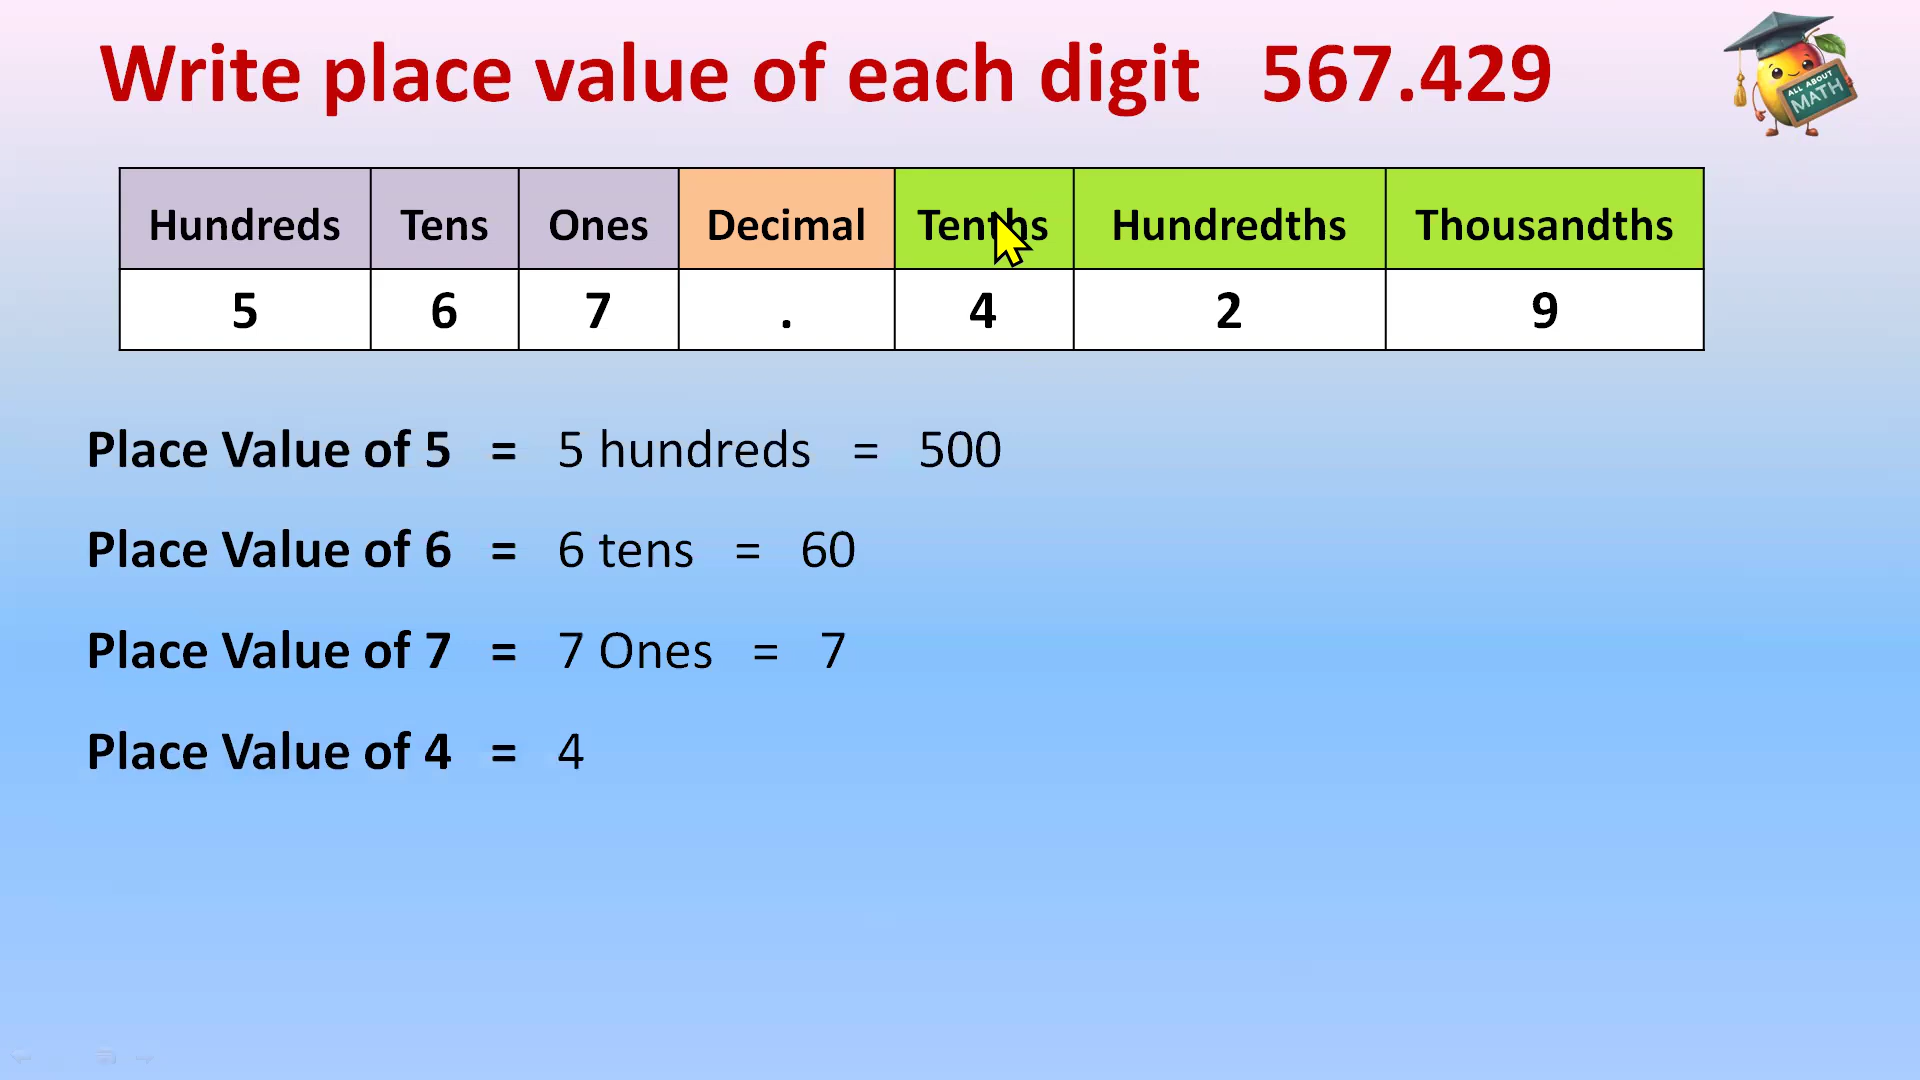 Write place value of each digit 567.429
ALL ABOUT
MATH
Hundreds Tens Ones Decimal Tenths Hundredths Thousandths
5 6 7 . 4 2 9
Place Value of 5 = 5 hundreds = 500
Place Value of 6 = 6 tens = 60
Place Value of 7 = 7 Ones = 7
Place Value of 4 = 4